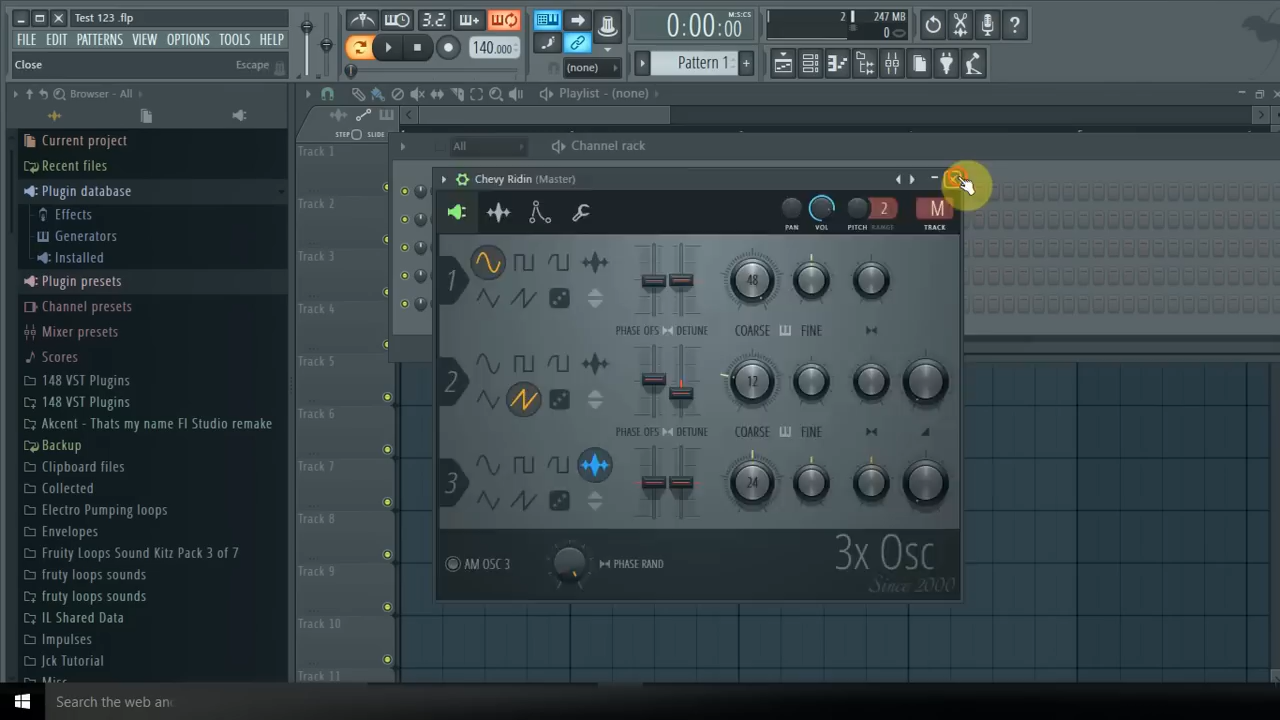 Test 123 .flp
FILE EDIT PATTERNS VIEW OPTIONS TOOLS HELP
Close Escape
3.2.
140.000
(none)
0:00:00
M:S:CS
Pattern 1
2
247 MB
0
Browser - All
Current project
Recent files
Plugin database
Effects
Generators
Installed
Plugin presets
Channel presets
Mixer presets
Scores
148 VST Plugins
148 VST Plugins
Akcent - Thats my name Fl Studio remake
Backup
Clipboard files
Collected
Electro Pumping loops
Envelopes
Fruity Loops Sound Kitz Pack 3 of 7
fruty loops sounds
fruty loops sounds
IL Shared Data
Impulses
Jck Tutorial
Playlist - (none)
STEP SLIDE
Track 1
Track 2
Track 3
Track 4
Track 5
Track 6
Track 7
Track 8
Track 9
Track 10
Track 11
All
Channel rack
Chevy Ridin (Master)
2
M
PAN VOL PITCH RANGE TRACK
1
48
PHASE OFS DETUNE COARSE FINE
2
12
PHASE OFS DETUNE COARSE FINE
3
24
AM OSC 3
PHASE RAND
3x Osc
Since 2000
Search the web and